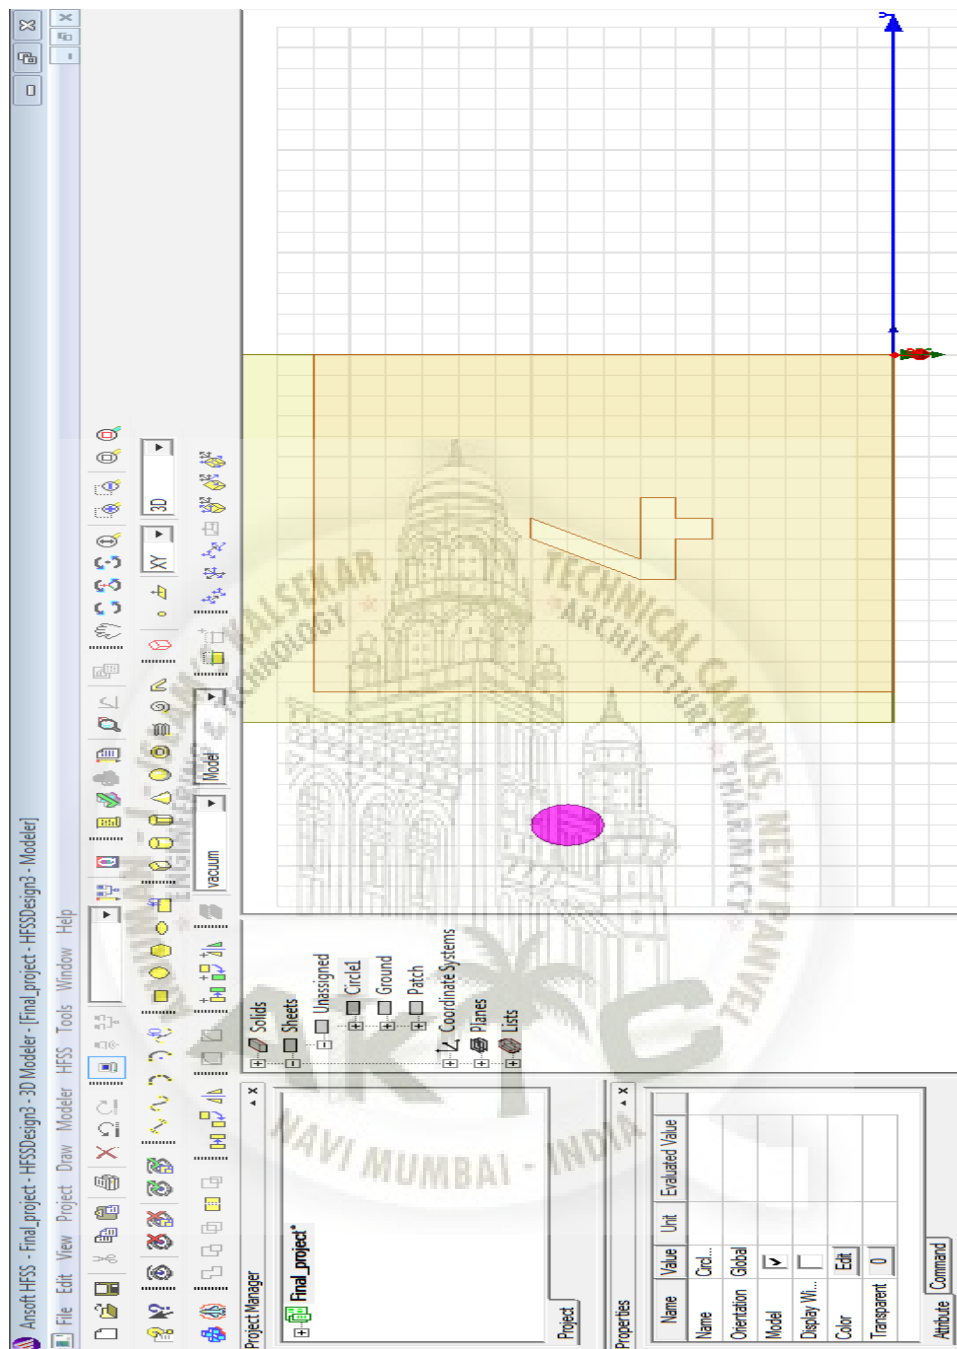 Ansoft HFSS - Final_project - HFSSDesign3 - 3D Modeler - [Final_project - HFSSDesign3 - Modeler]
File Edit View Project Draw Modeler HFSS Tools Window Help
vacuum
Model
XY
3D
Project Manager
Final_project*
Project
Solids
Sheets
Unassigned
Circle1
Ground
Patch
Coordinate Systems
Planes
Lists
Properties
Name Value Unit Evaluated Value
Name Circl...
Orientation Global
Model
Display Wi...
Color Edit
Transparent 0
Attribute Command
KALSEKAR TECHNICAL CAMPUS, NEW PANVEL
TECHNOLOGY * ARCHITECTURE * PHARMACY
AKTC
NAVI MUMBAI - INDIA